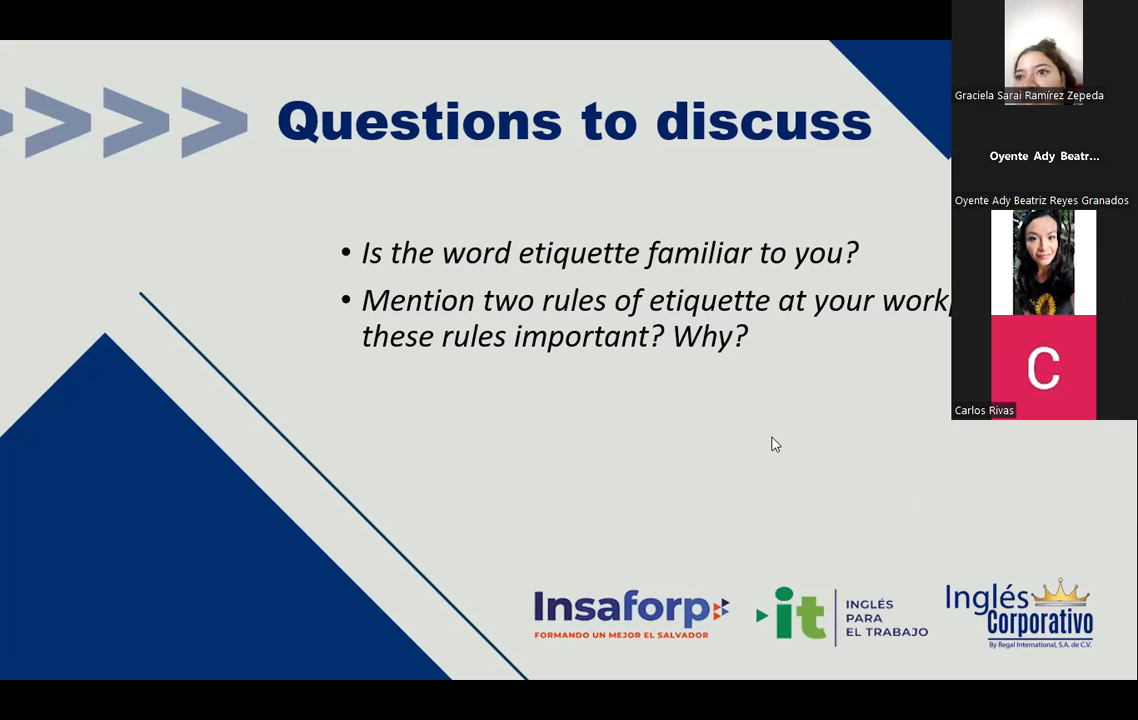 Questions to discuss
• Is the word etiquette familiar to you?
• Mention two rules of etiquette at your work
these rules important? Why?
Graciela Sarai Ramírez Zepeda
Oyente Ady Beatr...
Oyente Ady Beatriz Reyes Granados
C
Carlos Rivas
Insaforp
FORMANDO UN MEJOR EL SALVADOR
it
INGLÉS
PARA
EL TRABAJO
Inglés
Corporativo
By Regal International, S.A. de C.V.